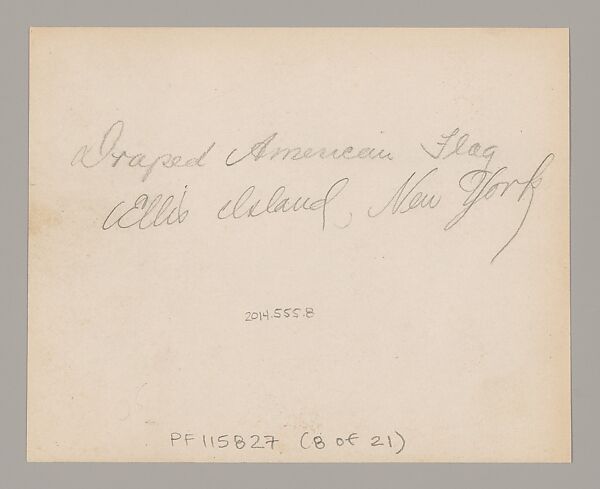 Draped American Flag
Ellis Island, New York
2014.555.8
PF115827 (8 of 21)